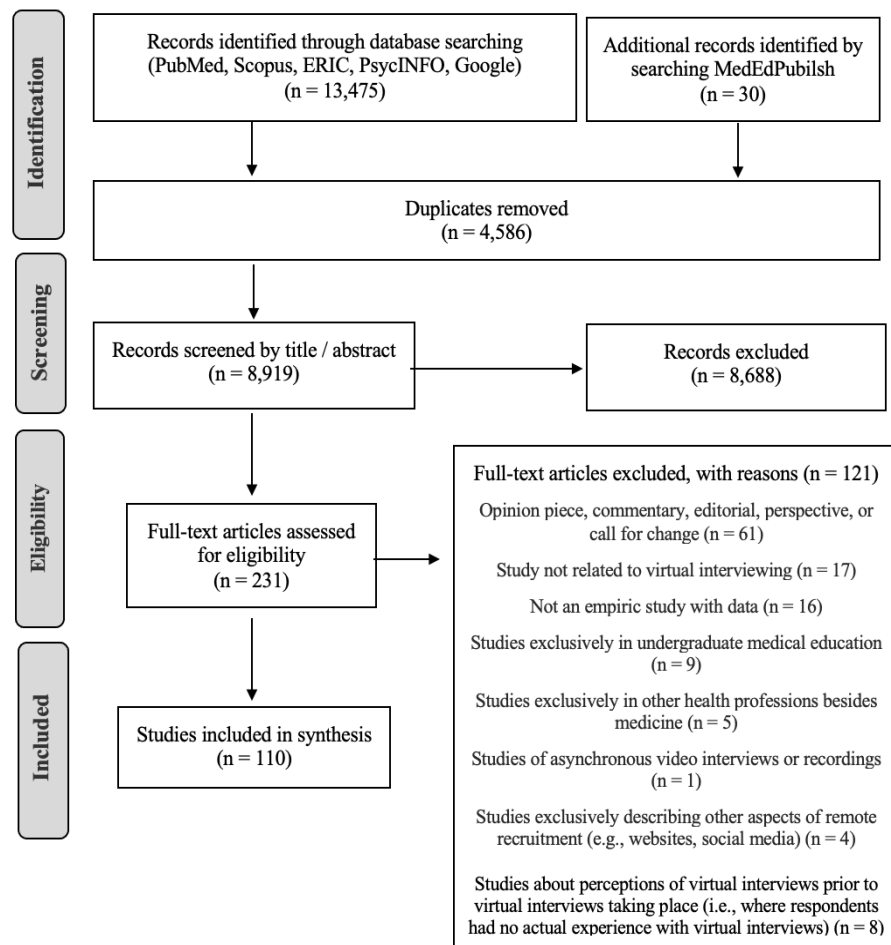 Identification
Records identified through database searching
(PubMed, Scopus, ERIC, PsycINFO, Google)
(n = 13,475)
Additional records identified by
searching MedEdPubilsh
(n = 30)
Duplicates removed
(n = 4,586)
Screening
Records screened by title / abstract
(n = 8,919)
Records excluded
(n = 8,688)
Eligibility
Full-text articles assessed
for eligibility
(n = 231)
Full-text articles excluded, with reasons (n = 121)
Opinion piece, commentary, editorial, perspective, or
call for change (n = 61)
Study not related to virtual interviewing (n = 17)
Not an empiric study with data (n = 16)
Studies exclusively in undergraduate medical education
(n = 9)
Studies exclusively in other health professions besides
medicine (n = 5)
Studies of asynchronous video interviews or recordings
(n = 1)
Studies exclusively describing other aspects of remote
recruitment (e.g., websites, social media) (n = 4)
Studies about perceptions of virtual interviews prior to
virtual interviews taking place (i.e., where respondents
had no actual experience with virtual interviews) (n = 8)
Included
Studies included in synthesis
(n = 110)